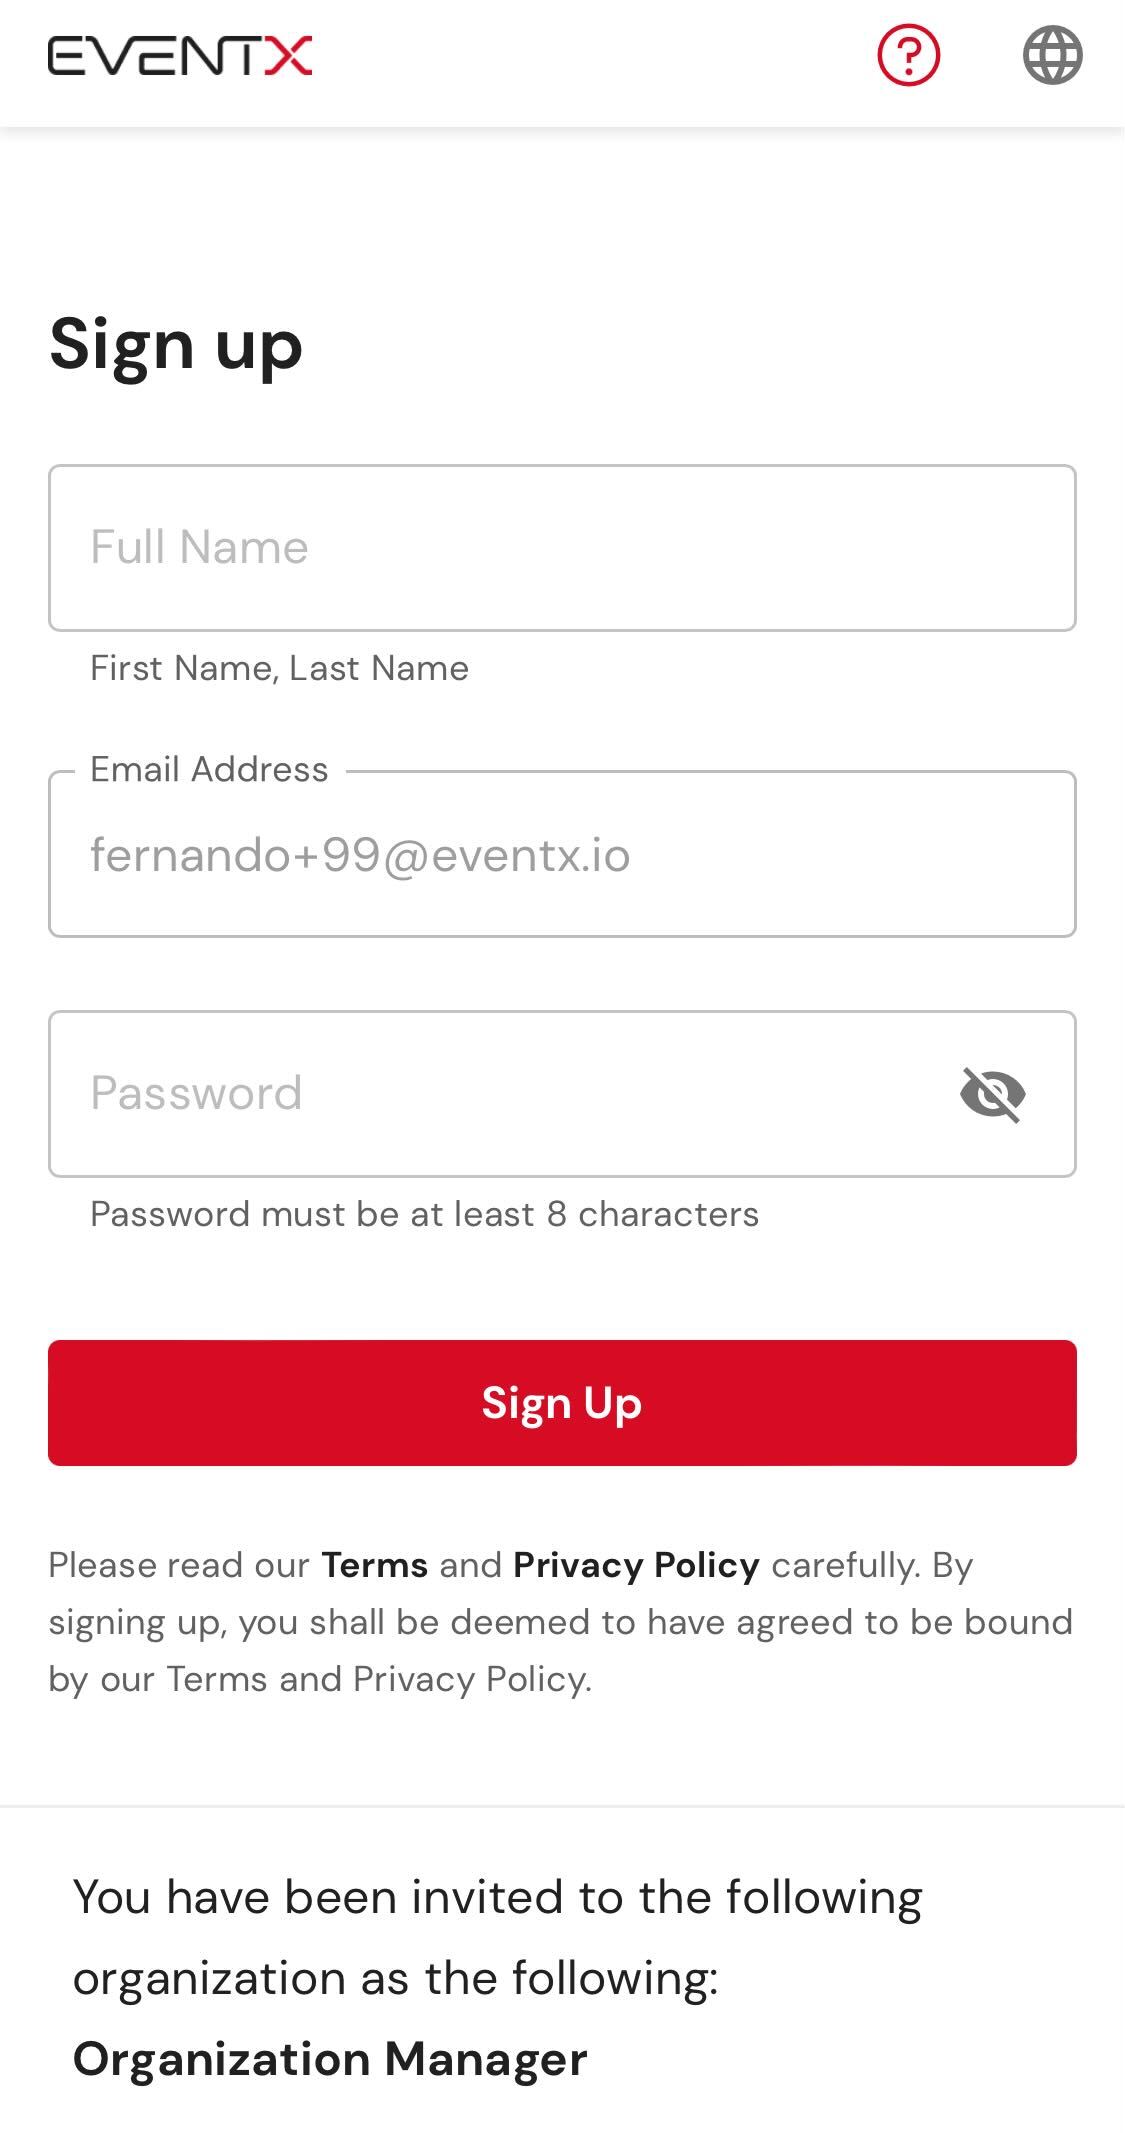 EVENTX
Sign up
Full Name
First Name, Last Name
Email Address
fernando+99@eventx.io
Password
Password must be at least 8 characters
Sign Up
Please read our Terms and Privacy Policy carefully. By
signing up, you shall be deemed to have agreed to be bound
by our Terms and Privacy Policy.
You have been invited to the following
organization as the following:
Organization Manager